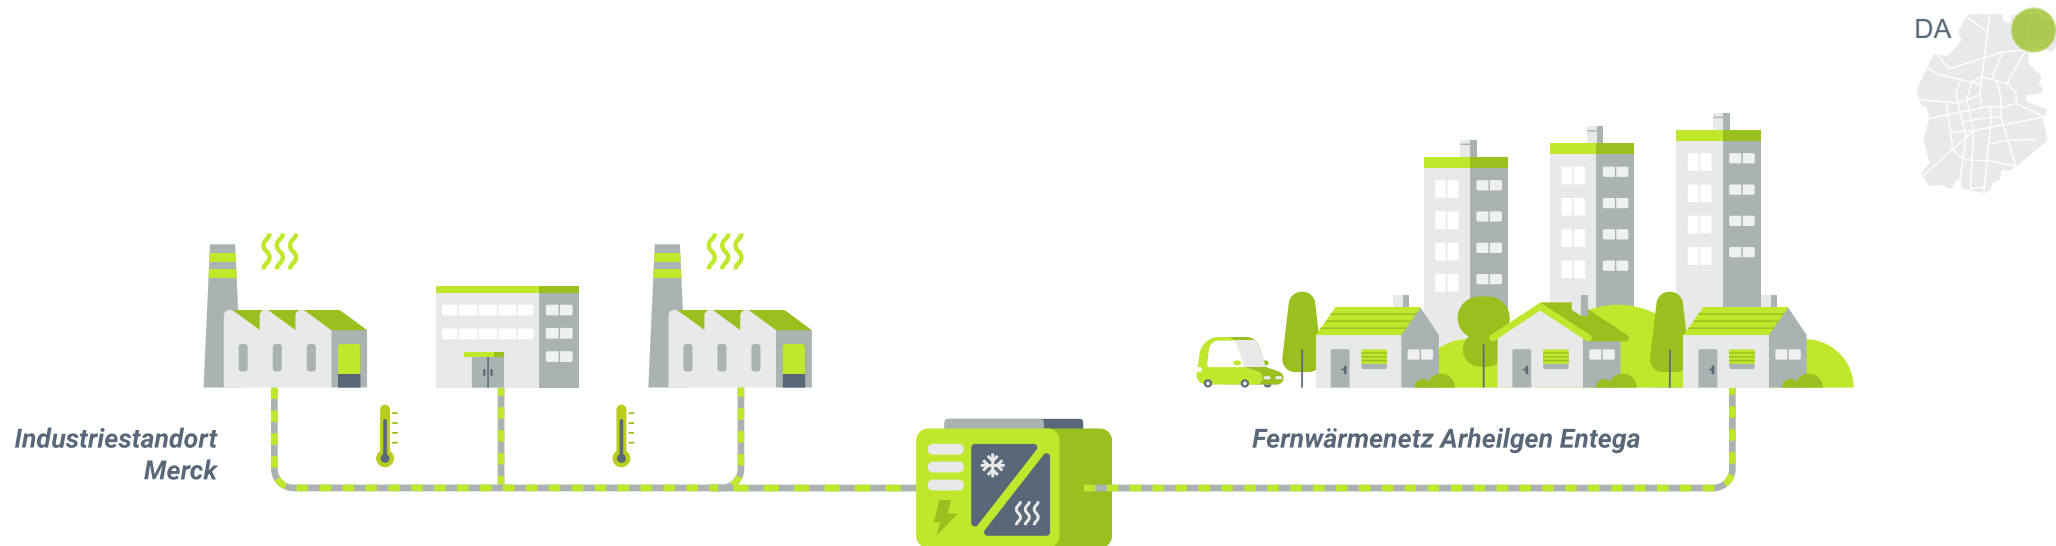 DA
Industriestandort
Merck
Fernwärmenetz Arheilgen Entega